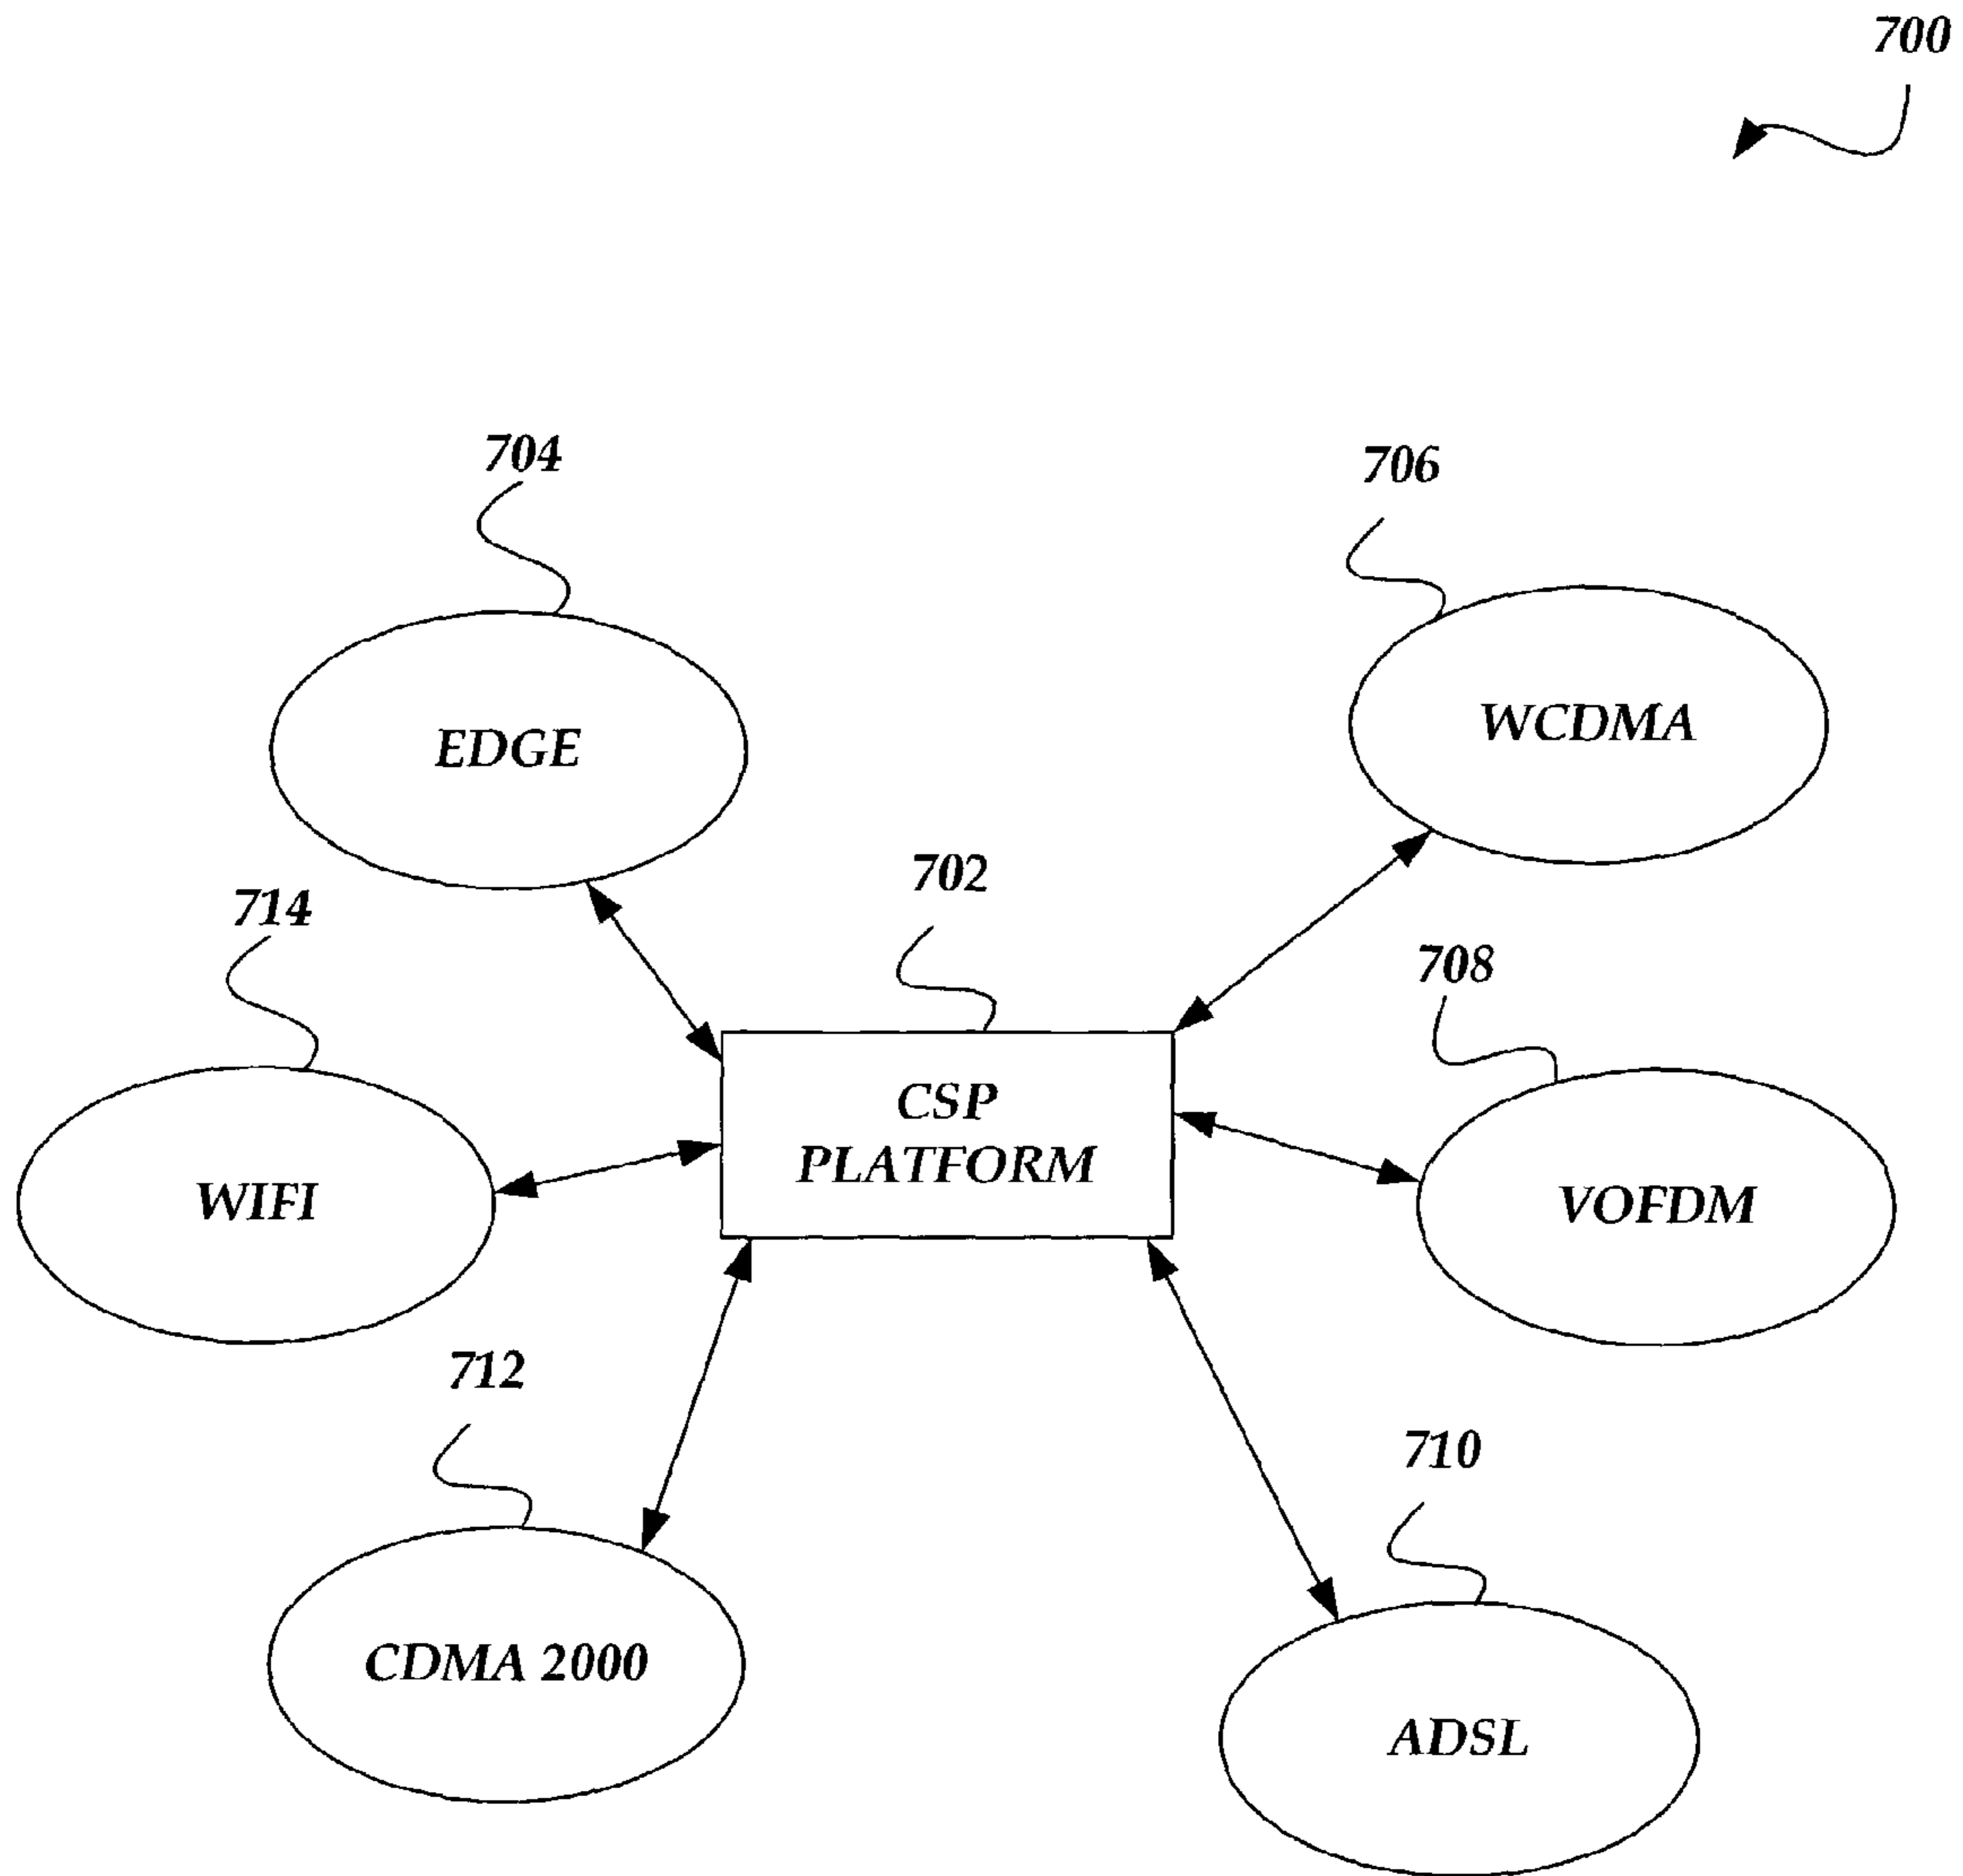 700
704
706
EDGE
WCDMA
702
714
708
CSP
PLATFORM
WIFI
VOFDM
712
710
CDMA 2000
ADSL